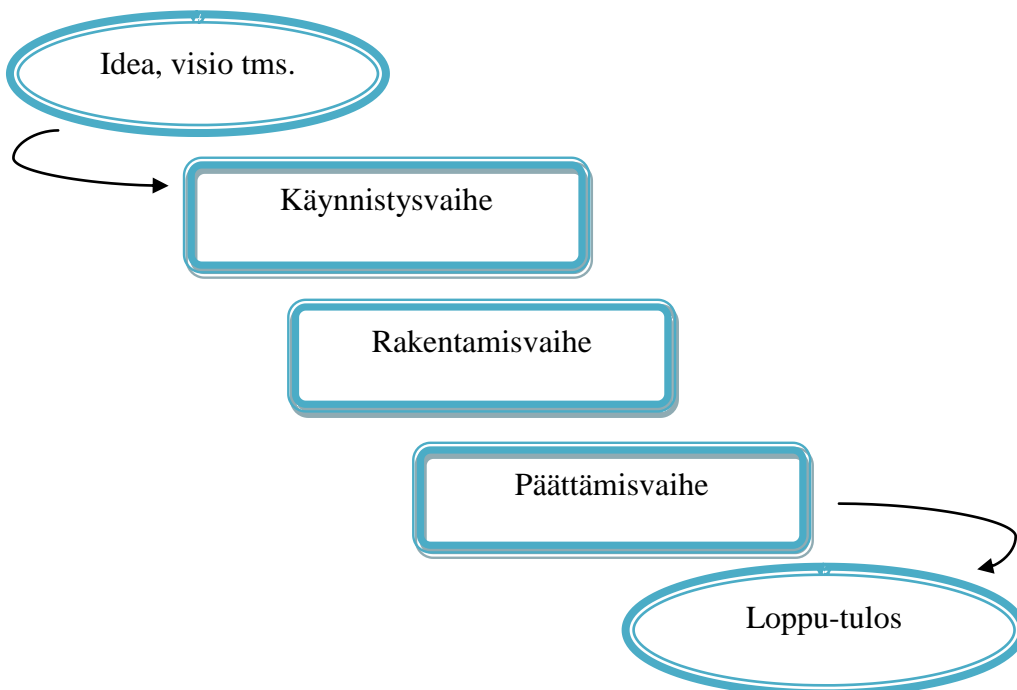 Idea, visio tms.
Käynnistysvaihe
Rakentamisvaihe
Päättämisvaihe
Loppu-tulos